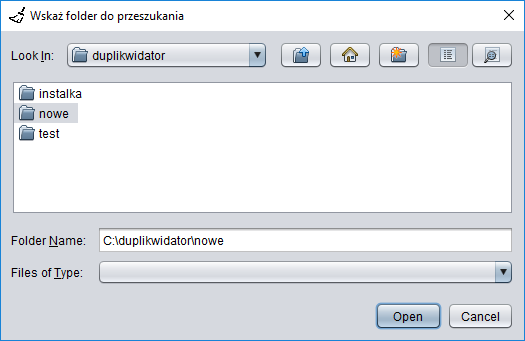 Wskaż folder do przeszukania
Look In: duplikwidator
instalka
nowe
test
Folder Name: C:\duplikwidator\nowe
Files of Type:
Open Cancel